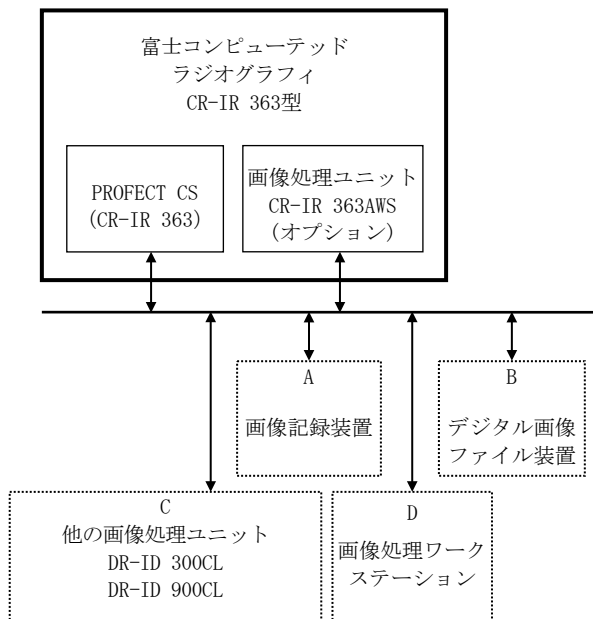 富士コンピューテッド
ラジオグラフィ
CR-IR 363型
PROFECT CS
(CR-IR 363)
画像処理ユニット
CR-IR 363AWS
(オプション)
A
画像記録装置
B
デジタル画像
ファイル装置
C
他の画像処理ユニット
DR-ID 300CL
DR-ID 900CL
D
画像処理ワーク
ステーション